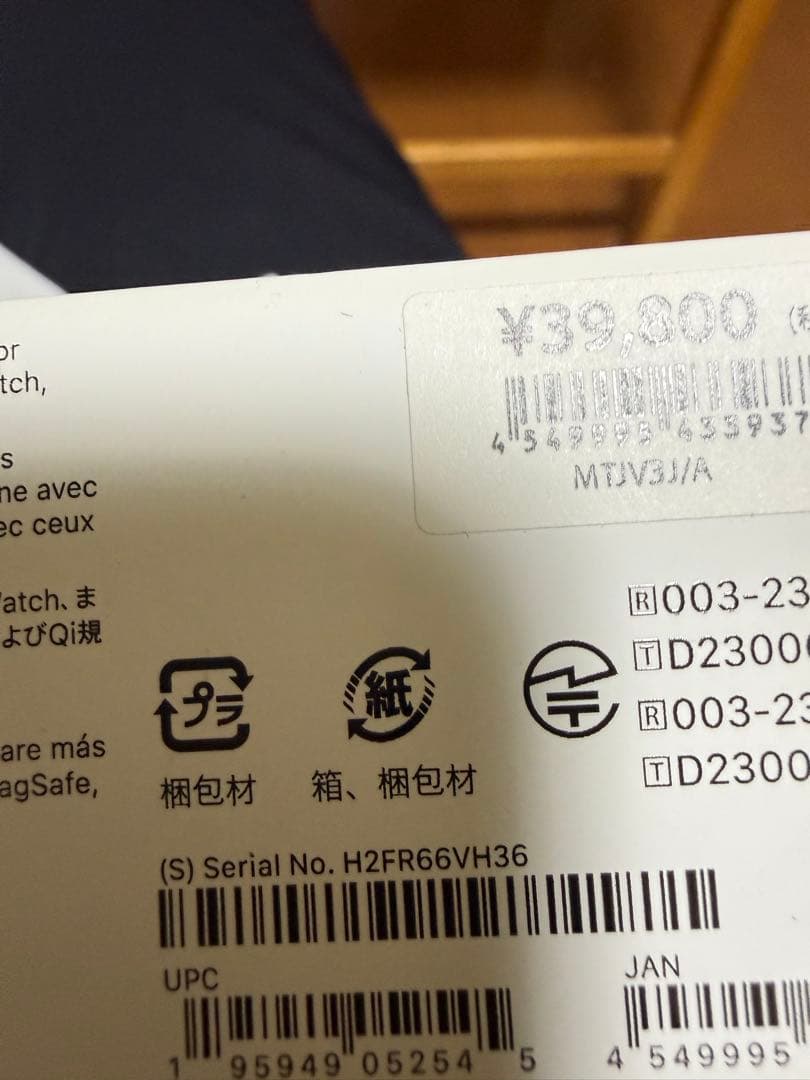 or
tch,
s
ne avec
ec ceux
Watch、ま
よびQi規
are más
agSafe,
¥39,800
4 549995 433937
MTJV3J/A
R003-23
TD2300
R003-23
TD2300
プラ
紙
梱包材
箱、梱包材
(S) Serial No. H2FR66VH36
UPC
1 95949 05254 5
JAN
4 549995